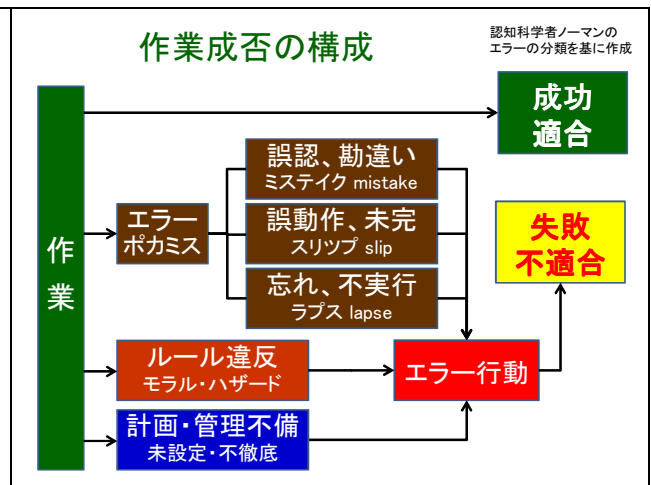 作業成否の構成
認知科学者ノーマンの
エラーの分類を基に作成
成功
適合
誤認、勘違い
ミステイク mistake
エラー
ポカミス
誤動作、未完
スリツプ slip
失敗
不適合
作
業
忘れ、不実行
ラプス lapse
ルール違反
モラル・ハザード
エラー行動
計画・管理不備
未設定・不徹底